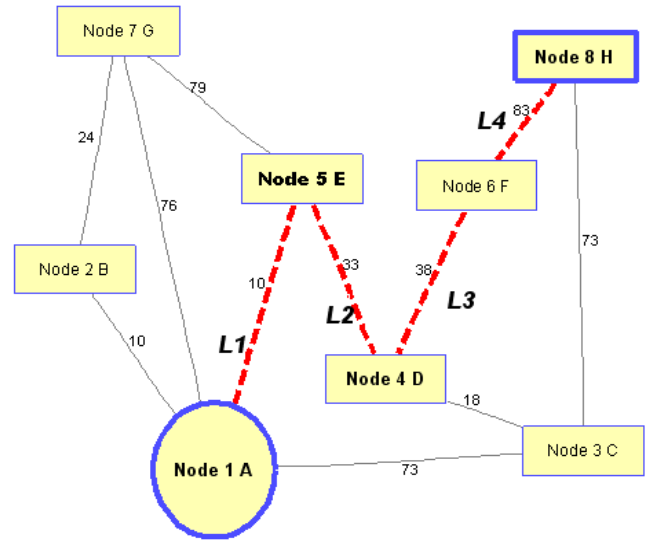 Node 7 G
Node 8 H
79
83
L4
24
Node 5 E
Node 6 F
76
73
Node 2 B
10
33
38
L3
L1
L2
10
Node 4 D
18
Node 3 C
Node 1 A
73